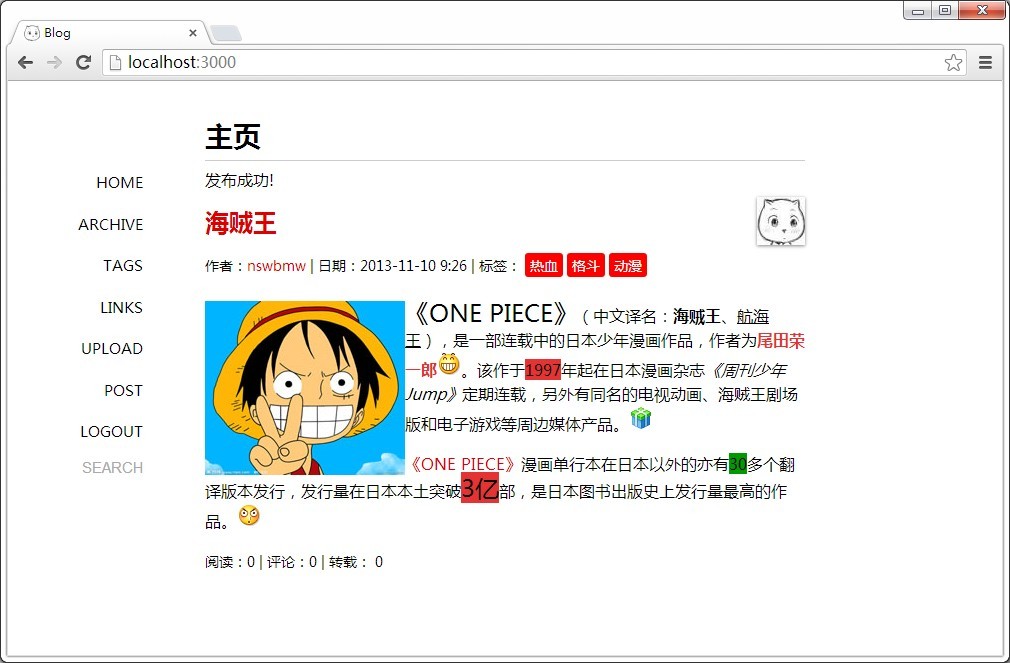 Blog
localhost:3000
主页
HOME
ARCHIVE
TAGS
LINKS
UPLOAD
POST
LOGOUT
SEARCH
发布成功!
海贼王
作者：nswbmw | 日期：2013-11-10 9:26 | 标签： 热血 格斗 动漫
《ONE PIECE》（中文译名：海贼王、航海
王），是一部连载中的日本少年漫画作品，作者为尾田荣
一郎。该作于1997年起在日本漫画杂志《周刊少年
Jump》定期连载，另外有同名的电视动画、海贼王剧场
版和电子游戏等周边媒体产品。
《ONE PIECE》漫画单行本在日本以外的亦有30多个翻
译版本发行，发行量在日本本土突破3亿部，是日本图书出版史上发行量最高的作
品。
阅读：0 | 评论：0 | 转载： 0